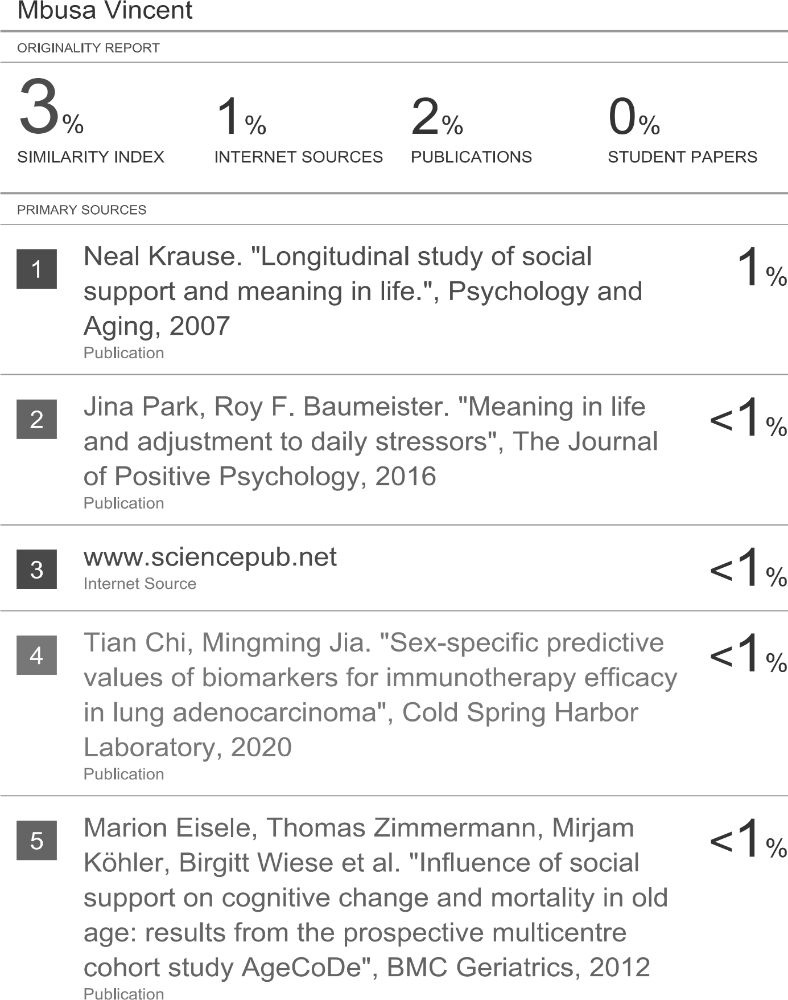 Mbusa Vincent
ORIGINALITY REPORT
3% 1% 2% 0%
SIMILARITY INDEX INTERNET SOURCES PUBLICATIONS STUDENT PAPERS
PRIMARY SOURCES
1 Neal Krause. "Longitudinal study of social 1%
support and meaning in life.", Psychology and
Aging, 2007
Publication
2 Jina Park, Roy F. Baumeister. "Meaning in life <1%
and adjustment to daily stressors", The Journal
of Positive Psychology, 2016
Publication
3 www.sciencepub.net <1%
Internet Source
4 Tian Chi, Mingming Jia. "Sex-specific predictive <1%
values of biomarkers for immunotherapy efficacy
in lung adenocarcinoma", Cold Spring Harbor
Laboratory, 2020
Publication
5 Marion Eisele, Thomas Zimmermann, Mirjam <1%
Köhler, Birgitt Wiese et al. "Influence of social
support on cognitive change and mortality in old
age: results from the prospective multicentre
cohort study AgeCoDe", BMC Geriatrics, 2012
Publication